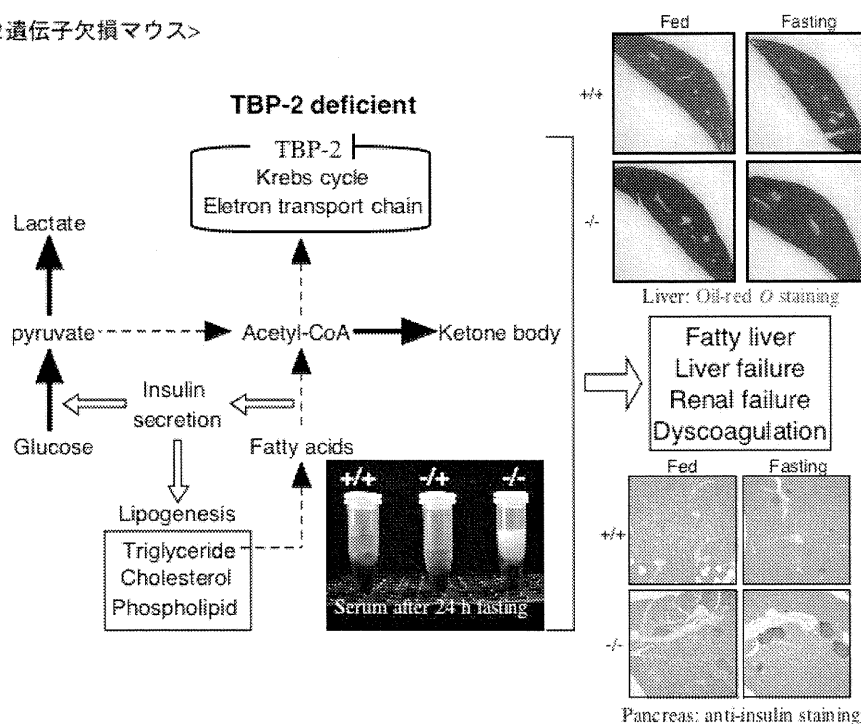 遺伝子欠損マウス>
TBP-2 deficient
TBP-2
Krebs cycle
Eletron transport chain
Lactate
pyruvate
Acetyl-CoA
Ketone body
Insulin
secretion
Glucose
Fatty acids
Lipogenesis
Triglyceride
Cholesterol
Phospholipid
+/+ -/+ -/-
Serum after 24 h fasting
Fed Fasting
+/+
-/-
Liver: Oil-red O staining
Fatty liver
Liver failure
Renal failure
Dyscoagulation
Fed Fasting
+/+
-/-
Pancreas: anti-insulin staining